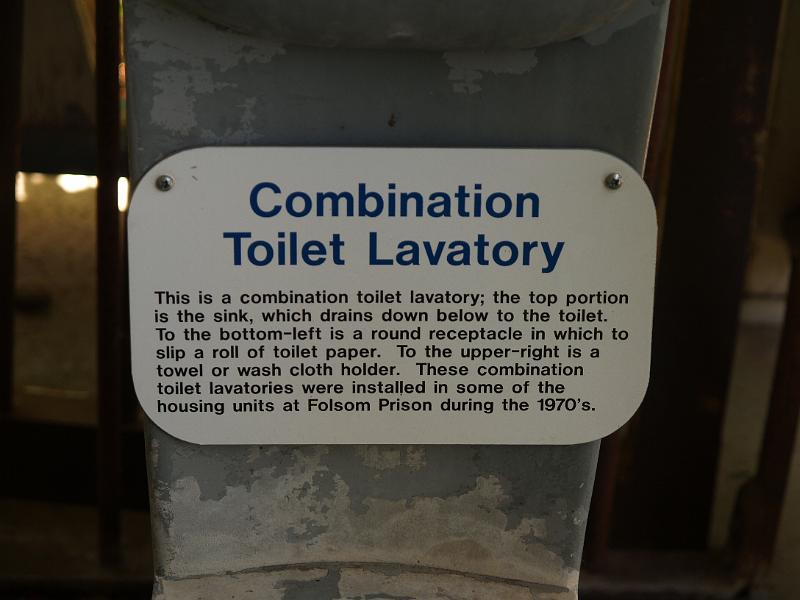 Combination
Toilet Lavatory
This is a combination toilet lavatory; the top portion
is the sink, which drains down below to the toilet.
To the bottom-left is a round receptacle in which to
slip a roll of toilet paper.  To the upper-right is a
towel or wash cloth holder.  These combination
toilet lavatories were installed in some of the
housing units at Folsom Prison during the 1970's.